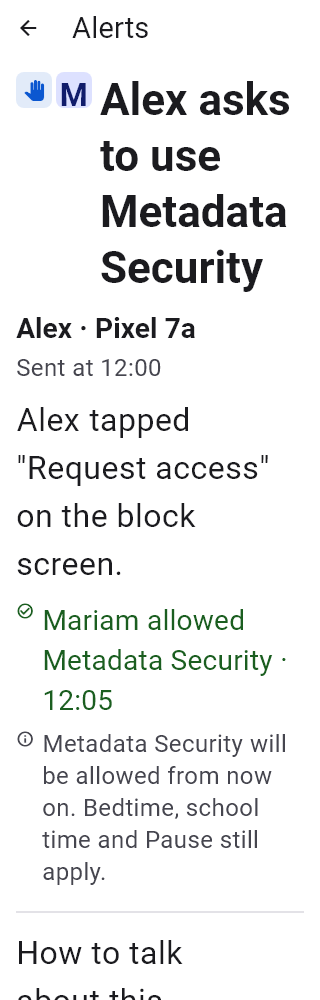 Alerts
M
Alex asks
to use
Metadata
Security
Alex · Pixel 7a
Sent at 12:00
Alex tapped
"Request access"
on the block
screen.
Mariam allowed
Metadata Security ·
12:05
Metadata Security will
be allowed from now
on. Bedtime, school
time and Pause still
apply.
How to talk
about this